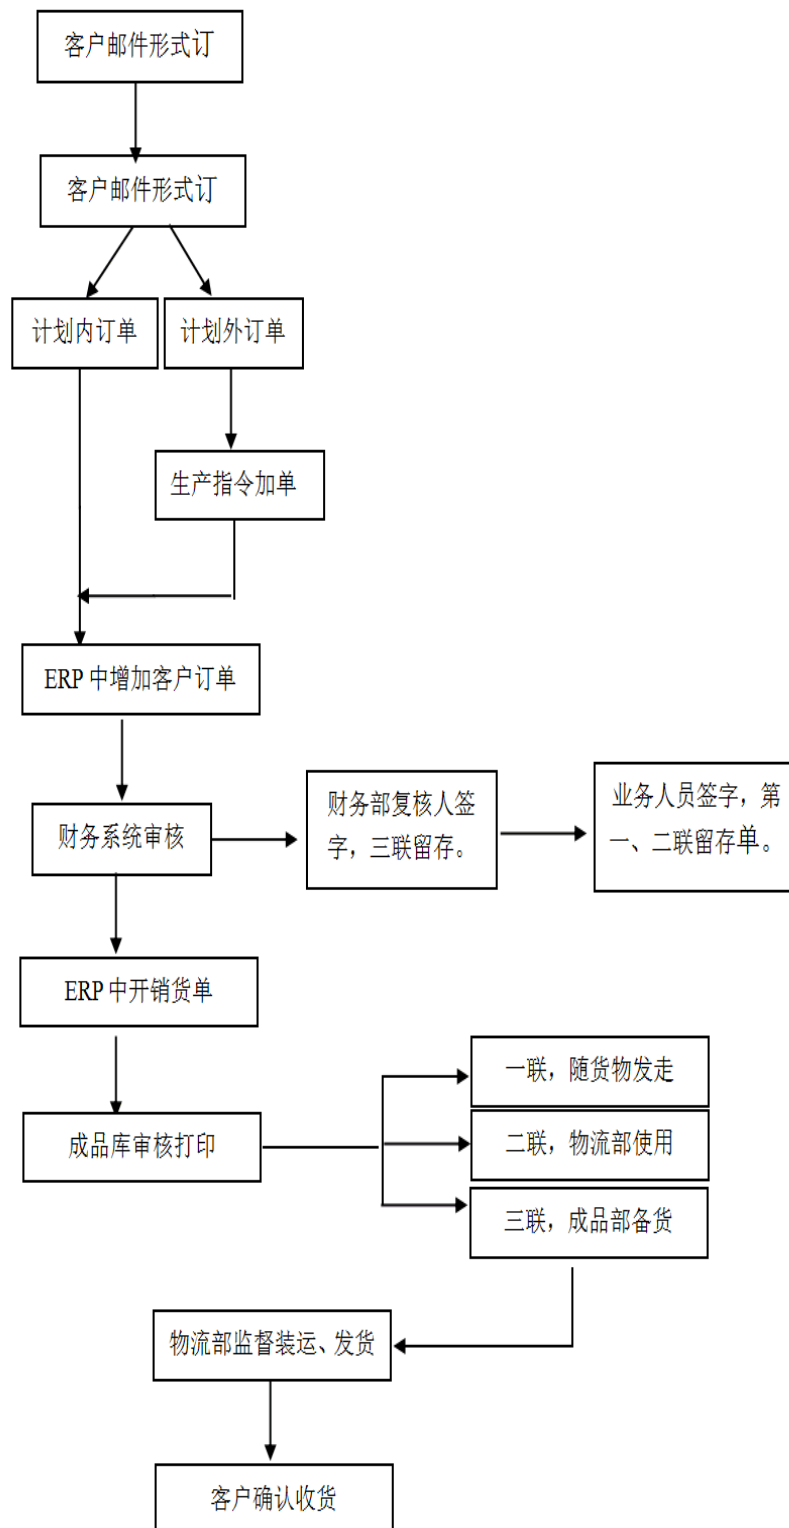 客户邮件形式订
客户邮件形式订
计划内订单
计划外订单
生产指令加单
ERP 中增加客户订单
财务系统审核
财务部复核人签
字，三联留存。
业务人员签字，第
一、二联留存单。
ERP 中开销货单
成品库审核打印
一联，随货物发走
二联，物流部使用
三联，成品部备货
物流部监督装运、发货
客户确认收货